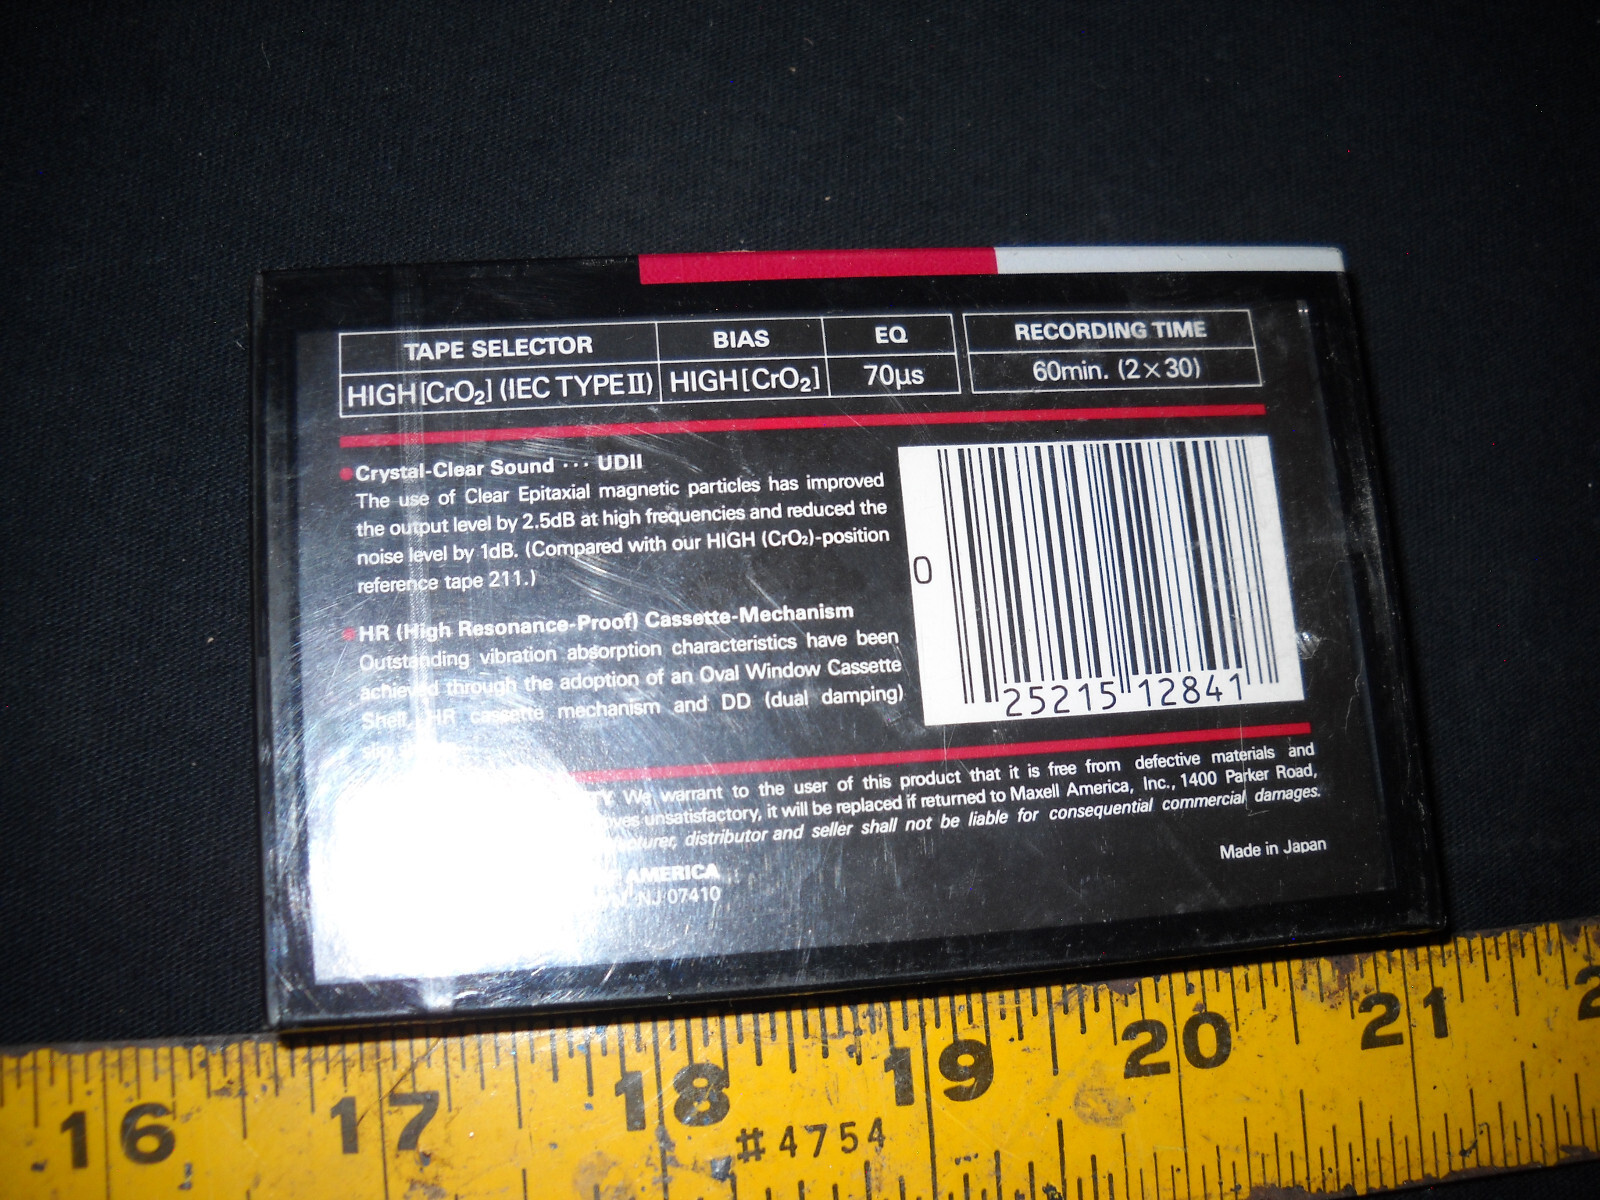 TAPE SELECTOR BIAS EQ RECORDING TIME
HIGH [CrO₂] (IEC TYPE II) HIGH [CrO₂] 70µs 60min. (2 × 30)
Crystal-Clear Sound ··· UDII
The use of Clear Epitaxial magnetic particles has improved
the output level by 2.5dB at high frequencies and reduced the
noise level by 1dB. (Compared with our HIGH (CrO₂)-position
reference tape 211.)
HR (High Resonance-Proof) Cassette-Mechanism
Outstanding vibration absorption characteristics have been
achieved through the adoption of an Oval Window Cassette
Shell, HR cassette mechanism and DD (dual damping)
0
25215 12841
We warrant to the user of this product that it is free from defective materials and
unsatisfactory, it will be replaced if returned to Maxell America, Inc., 1400 Parker Road,
distributor and seller shall not be liable for consequential commercial damages.
Made in Japan
AMERICA
NJ 07410
16 17 18 19 20 21
#4754